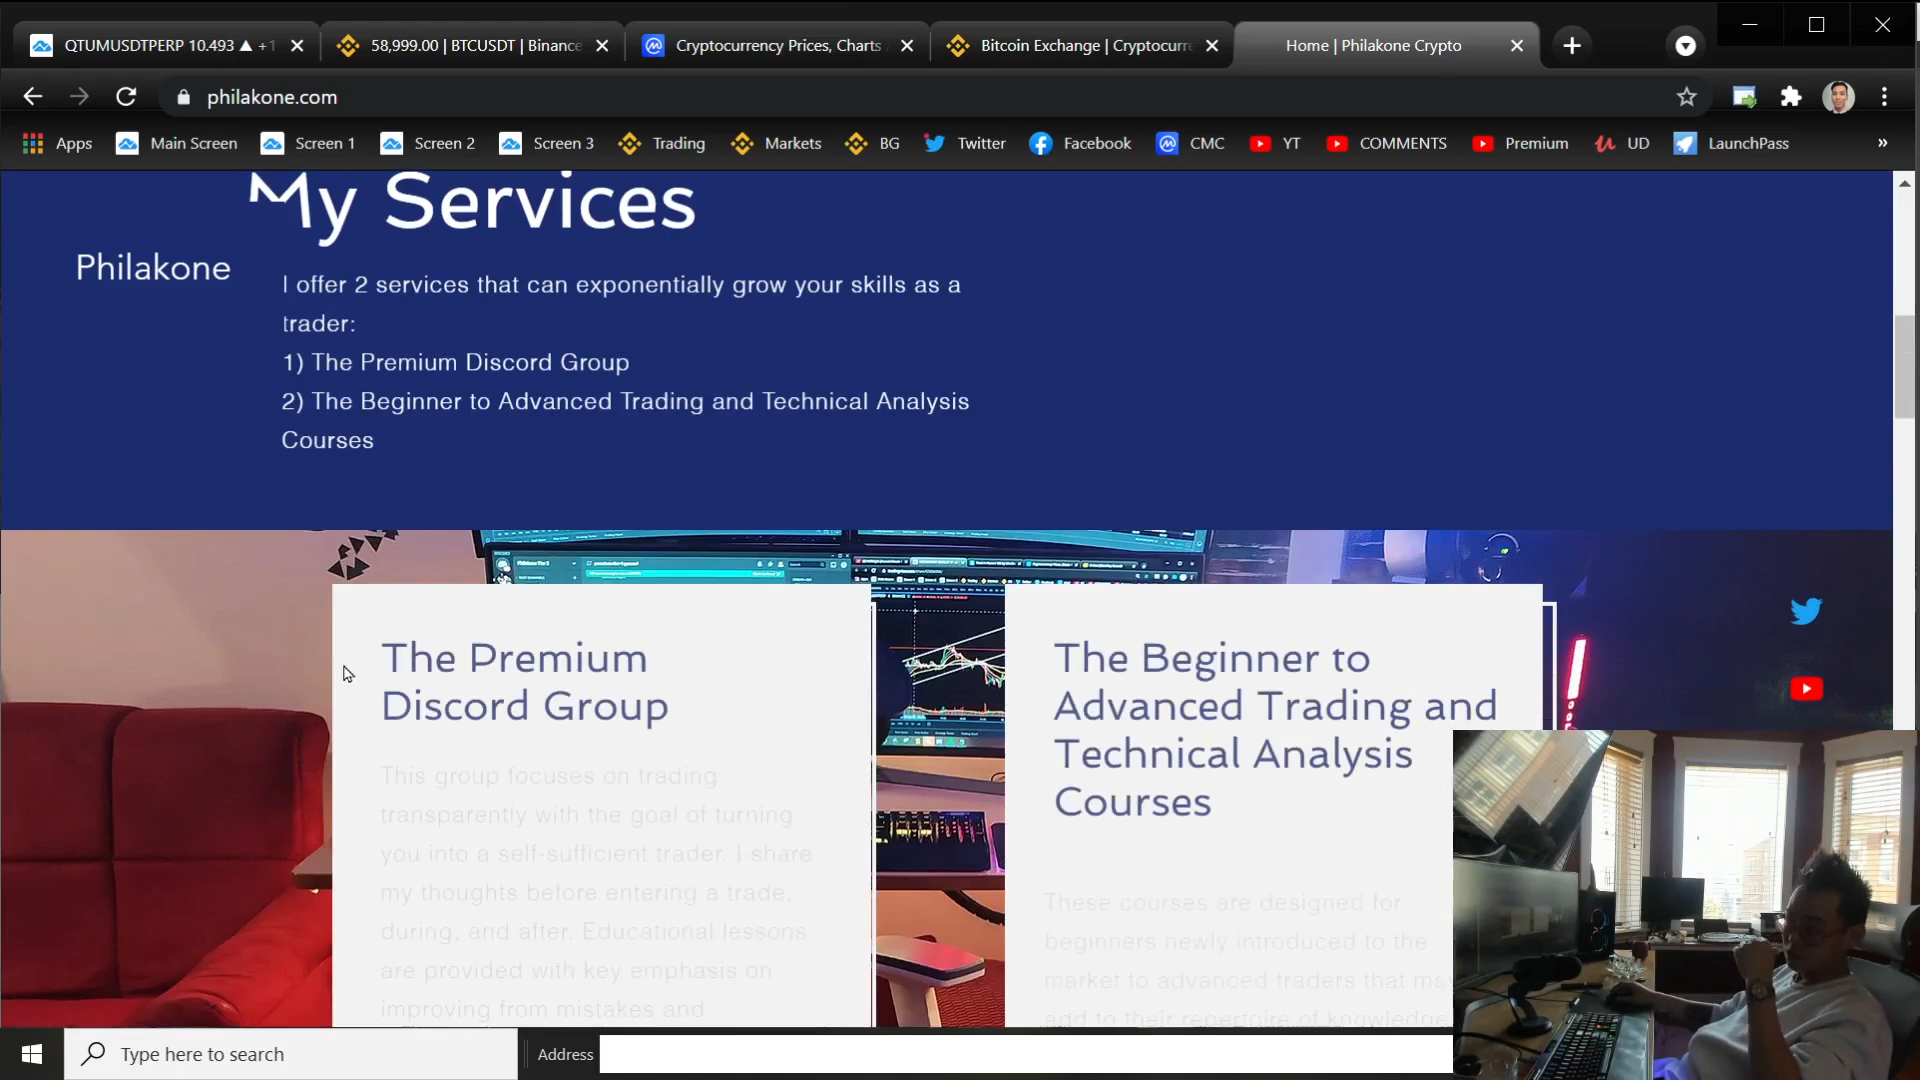 QTUMUSDTPERP 10.493 ▲ +1
58,999.00 | BTCUSDT | Binance
Cryptocurrency Prices, Charts
Bitcoin Exchange | Cryptocurre
Home | Philakone Crypto
philakone.com
Apps
Main Screen
Screen 1
Screen 2
Screen 3
Trading
Markets
BG
Twitter
Facebook
CMC
YT
COMMENTS
Premium
UD
LaunchPass
»
My Services
Philakone
I offer 2 services that can exponentially grow your skills as a
trader:
1) The Premium Discord Group
2) The Beginner to Advanced Trading and Technical Analysis
Courses
The Premium
Discord Group
This group focuses on trading
transparently with the goal of turning
you into a self-sufficient trader. I share
my thoughts before entering a trade,
during, and after. Educational lessons
are provided with key emphasis on
improving from mistakes and
The Beginner to
Advanced Trading and
Technical Analysis
Courses
These courses are designed for
beginners newly introduced to the
market to advanced traders that ma
add to their repertoire of knowledge
Type here to search
Address